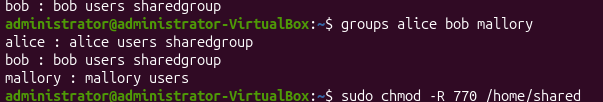 bob : bob users sharedgroup
administrator@administrator-VirtualBox:~$ groups alice bob mallory
alice : alice users sharedgroup
bob : bob users sharedgroup
mallory : mallory users
administrator@administrator-VirtualBox:~$ sudo chmod -R 770 /home/shared